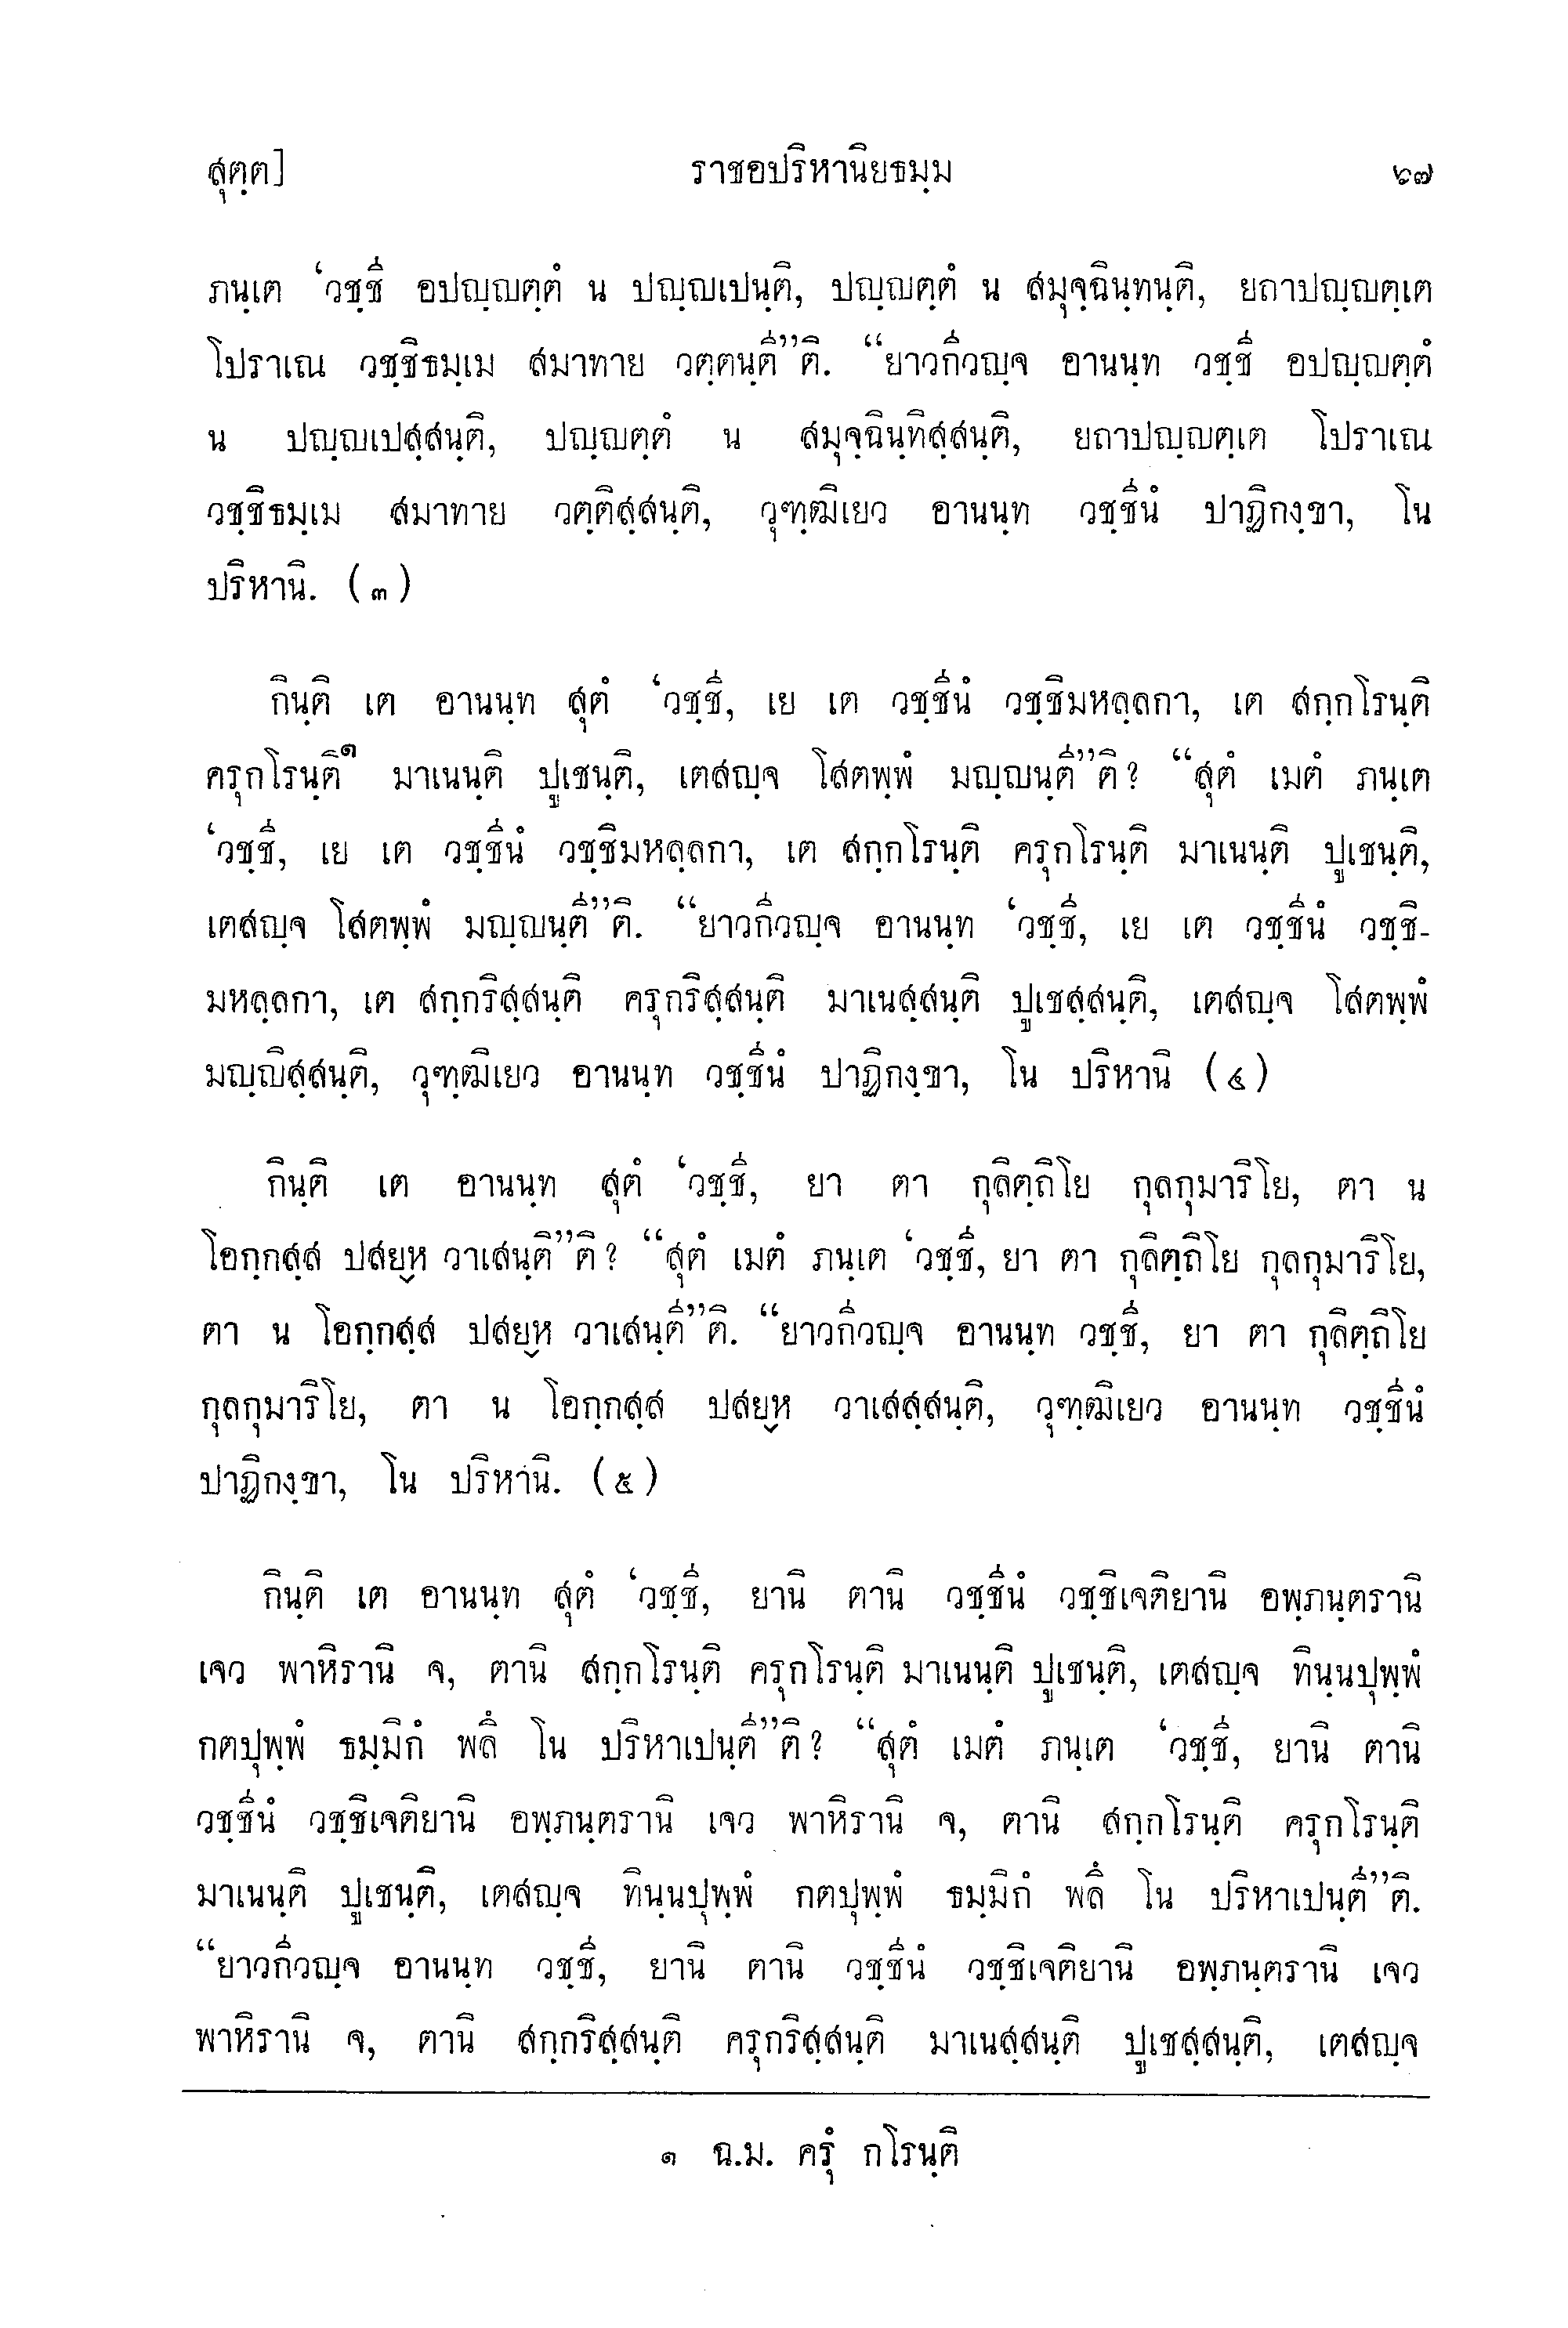 สุตฺต] ราชอปริหานิยธมฺม ๖๗
ภนฺเต ‘วชฺชี อปญฺญตฺตํ น ปญฺญเปนฺติ, ปญฺญตฺตํ น สมุจฺฉินฺทนฺติ, ยถาปญฺญตฺเต
โปราเณ วชฺชิธมฺเม สมาทาย วตฺตนฺตี”ติ. “ยาวกีวญฺจ อานนฺท วชฺชี อปญฺญตฺตํ
น ปญฺญเปสฺสนฺติ, ปญฺญตฺตํ น สมุจฺฉินฺทิสฺสนฺติ, ยถาปญฺญตฺเต โปราเณ
วชฺชิธมฺเม สมาทาย วตฺติสฺสนฺติ, วุฑฺฒิเยว อานนฺท วชฺชีนํ ปาฏิกงฺขา, โน
ปริหานิ. (๓)
กินฺติ เต อานนฺท สุตํ ‘วชฺชี, เย เต วชฺชีนํ วชฺชิมหลฺลกา, เต สกฺกโรนฺติ
ครุกโรนฺติ๑ มาเนนฺติ ปูเชนฺติ, เตสญฺจ โสตพฺพํ มญฺญนฺตี”ติ? “สุตํ เมตํ ภนฺเต
‘วชฺชี, เย เต วชฺชีนํ วชฺชิมหลฺลกา, เต สกฺกโรนฺติ ครุกโรนฺติ มาเนนฺติ ปูเชนฺติ,
เตสญฺจ โสตพฺพํ มญฺญนฺตี”ติ. “ยาวกีวญฺจ อานนฺท ‘วชฺชี, เย เต วชฺชีนํ วชฺชิ-
มหลฺลกา, เต สกฺกริสฺสนฺติ ครุกริสฺสนฺติ มาเนสฺสนฺติ ปูเชสฺสนฺติ, เตสญฺจ โสตพฺพํ
มญฺญิสฺสนฺติ, วุฑฺฒิเยว อานนฺท วชฺชีนํ ปาฏิกงฺขา, โน ปริหานิ (๔)
กินฺติ เต อานนฺท สุตํ ‘วชฺชี, ยา ตา กุลิตฺถิโย กุลกุมาริโย, ตา น
โอกฺกสฺส ปสยฺห วาเสนฺติ”ติ? “สุตํ เมตํ ภนฺเต ‘วชฺชี, ยา ตา กุลิตฺถิโย กุลกุมาริโย,
ตา น โอกฺกสฺส ปสยฺห วาเสนฺตี”ติ. “ยาวกีวญฺจ อานนฺท วชฺชี, ยา ตา กุลิตฺถิโย
กุลกุมาริโย, ตา น โอกฺกสฺส ปสยฺห วาเสสฺสนฺติ, วุฑฺฒิเยว อานนฺท วชฺชีนํ
ปาฏิกงฺขา, โน ปริหานิ. (๕)
กินฺติ เต อานนฺท สุตํ ‘วชฺชี, ยานิ ตานิ วชฺชีนํ วชฺชิเจติยานิ อพฺภนฺตรานิ
เจว พาหิรานิ จ, ตานิ สกฺกโรนฺติ ครุกโรนฺติ มาเนนฺติ ปูเชนฺติ, เตสญฺจ ทินฺนปุพฺพํ
กตปุพฺพํ ธมฺมิกํ พลึ โน ปริหาเปนฺตี”ติ? “สุตํ เมตํ ภนฺเต ‘วชฺชี, ยานิ ตานิ
วชฺชีนํ วชฺชิเจติยานิ อพฺภนฺตรานิ เจว พาหิรานิ จ, ตานิ สกฺกโรนฺติ ครุกโรนฺติ
มาเนนฺติ ปูเชนฺติ, เตสญฺจ ทินฺนปุพฺพํ กตปุพฺพํ ธมฺมิกํ พลึ โน ปริหาเปนฺตี”ติ.
“ยาวกีวญฺจ อานนฺท วชฺชี, ยานิ ตานิ วชฺชีนํ วชฺชิเจติยานิ อพฺภนฺตรานิ เจว
พาหิรานิ จ, ตานิ สกฺกริสฺสนฺติ ครุกริสฺสนฺติ มาเนสฺสนฺติ ปูเชสฺสนฺติ, เตสญฺจ
๑ ฉ.ม. ครุํ กโรนฺติ